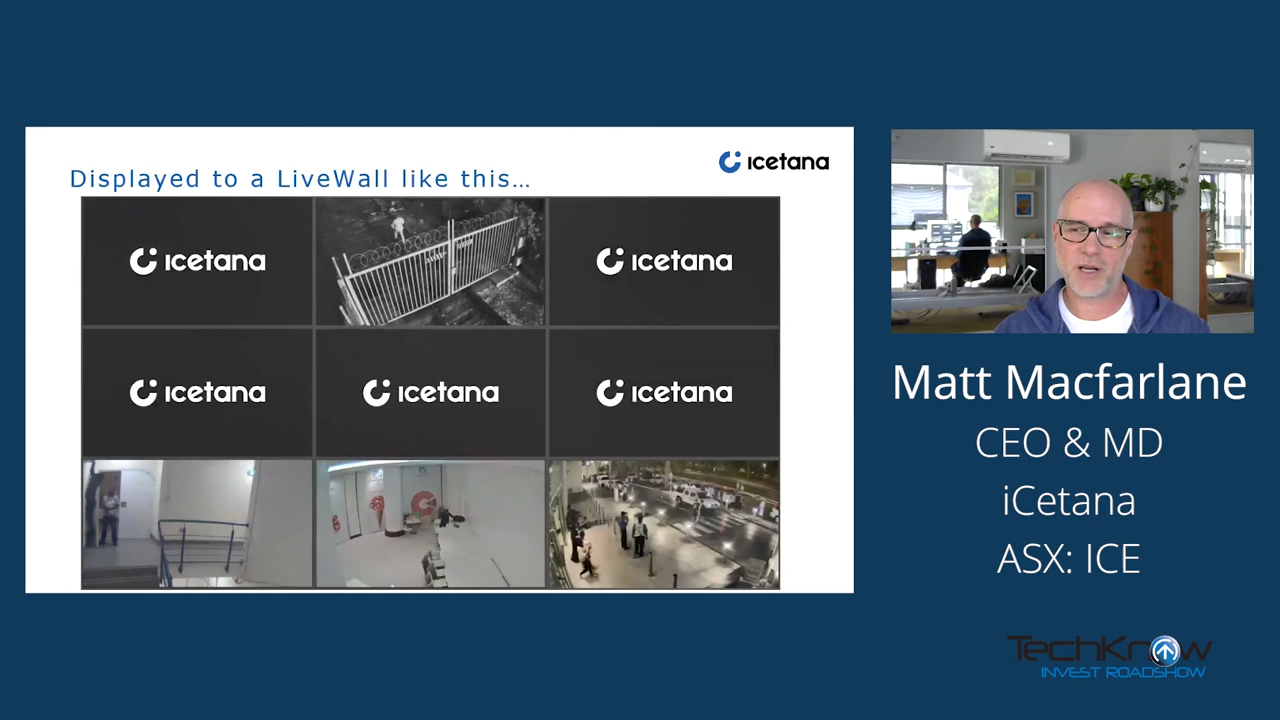 icetana
Displayed to a LiveWall like this…
icetana
icetana
icetana
icetana
icetana
Matt Macfarlane
CEO & MD
iCetana
ASX: ICE
TechKnow
INVEST ROADSHOW